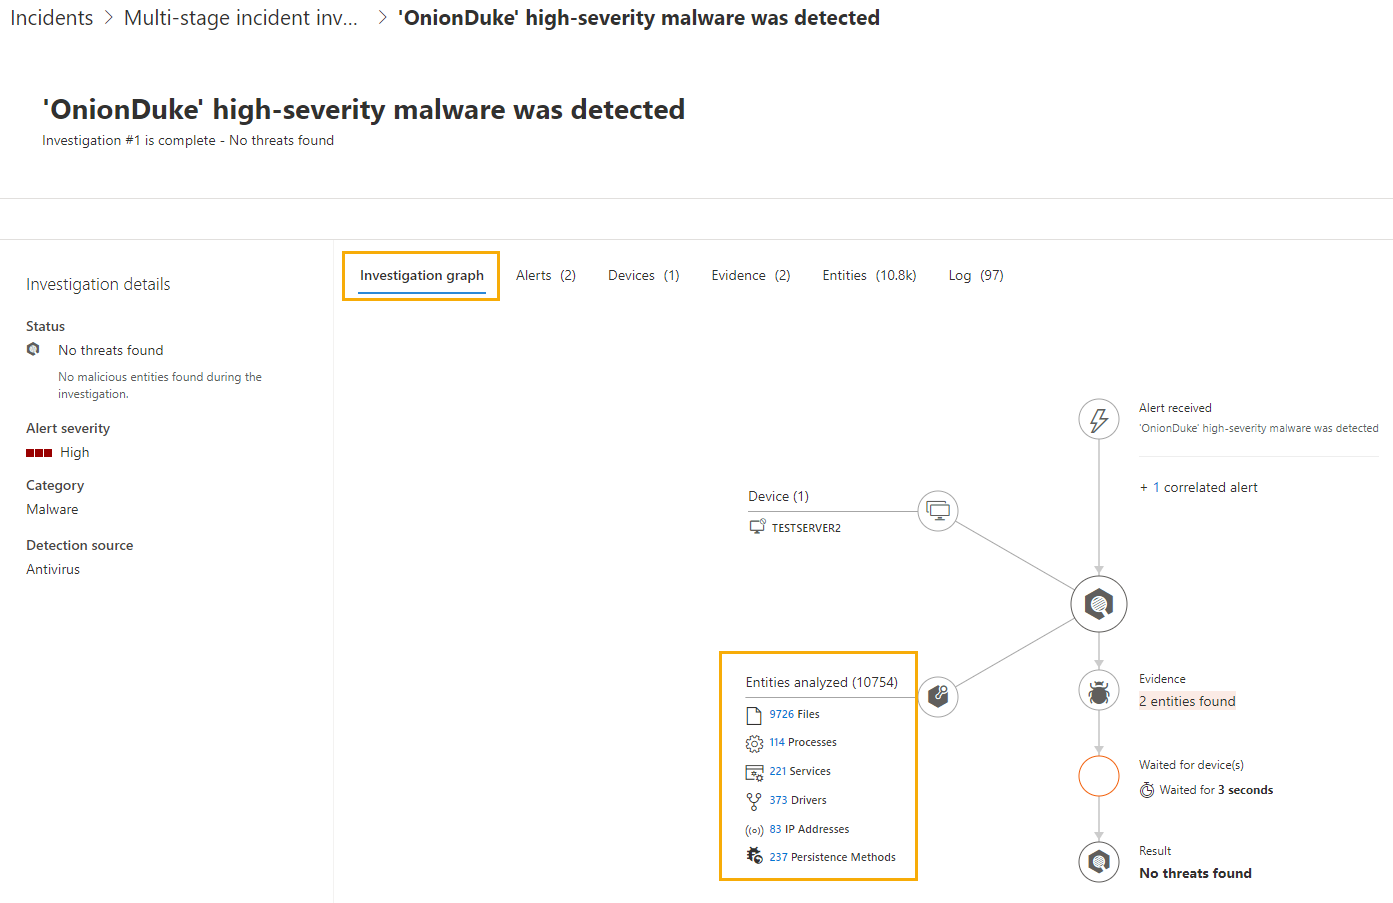 Incidents > Multi-stage incident inv... > 'OnionDuke' high-severity malware was detected
'OnionDuke' high-severity malware was detected
Investigation #1 is complete - No threats found
Investigation details
Status
No threats found
No malicious entities found during the
investigation.
Alert severity
High
Category
Malware
Detection source
Antivirus
Investigation graph Alerts (2) Devices (1) Evidence (2) Entities (10.8k) Log (97)
Alert received
'OnionDuke' high-severity malware was detected
+ 1 correlated alert
Device (1)
TESTSERVER2
Entities analyzed (10754)
9726 Files
114 Processes
221 Services
373 Drivers
83 IP Addresses
237 Persistence Methods
Evidence
2 entities found
Waited for device(s)
Waited for 3 seconds
Result
No threats found